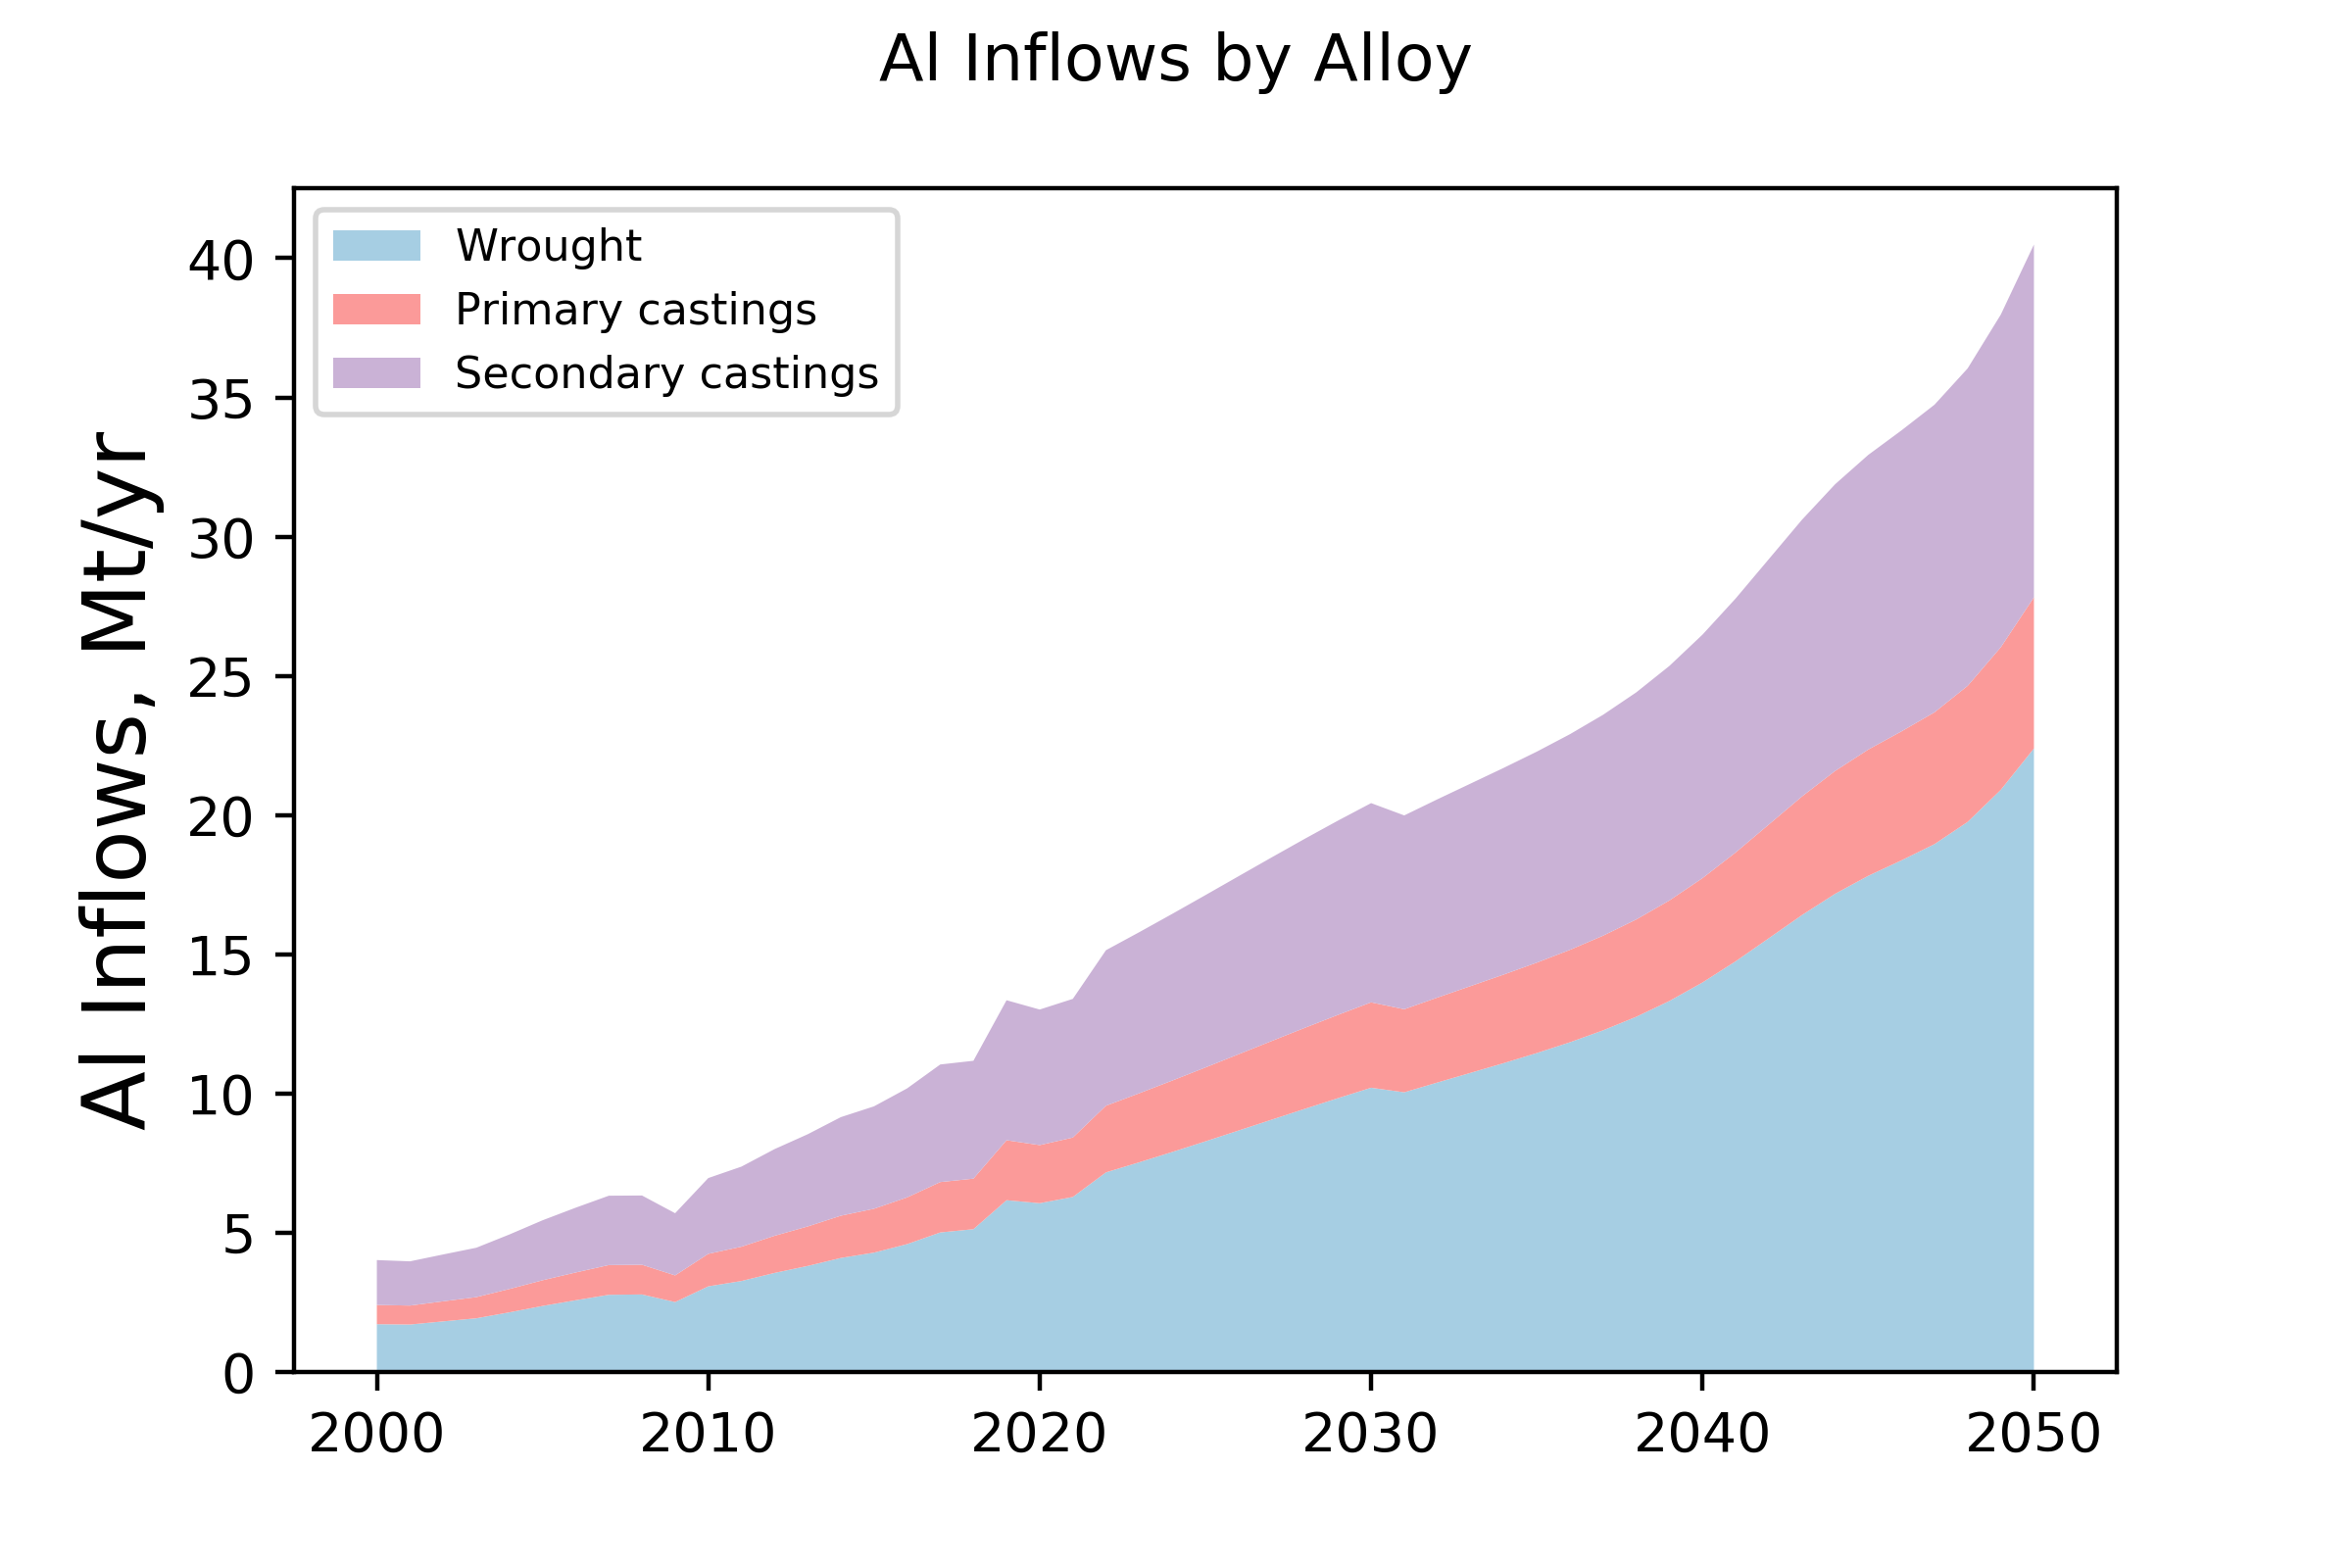 Al Inflows by Alloy
Al Inflows, Mt/yr
40
35
30
25
20
15
10
5
0
Wrought
Primary castings
Secondary castings
2000 2010 2020 2030 2040 2050